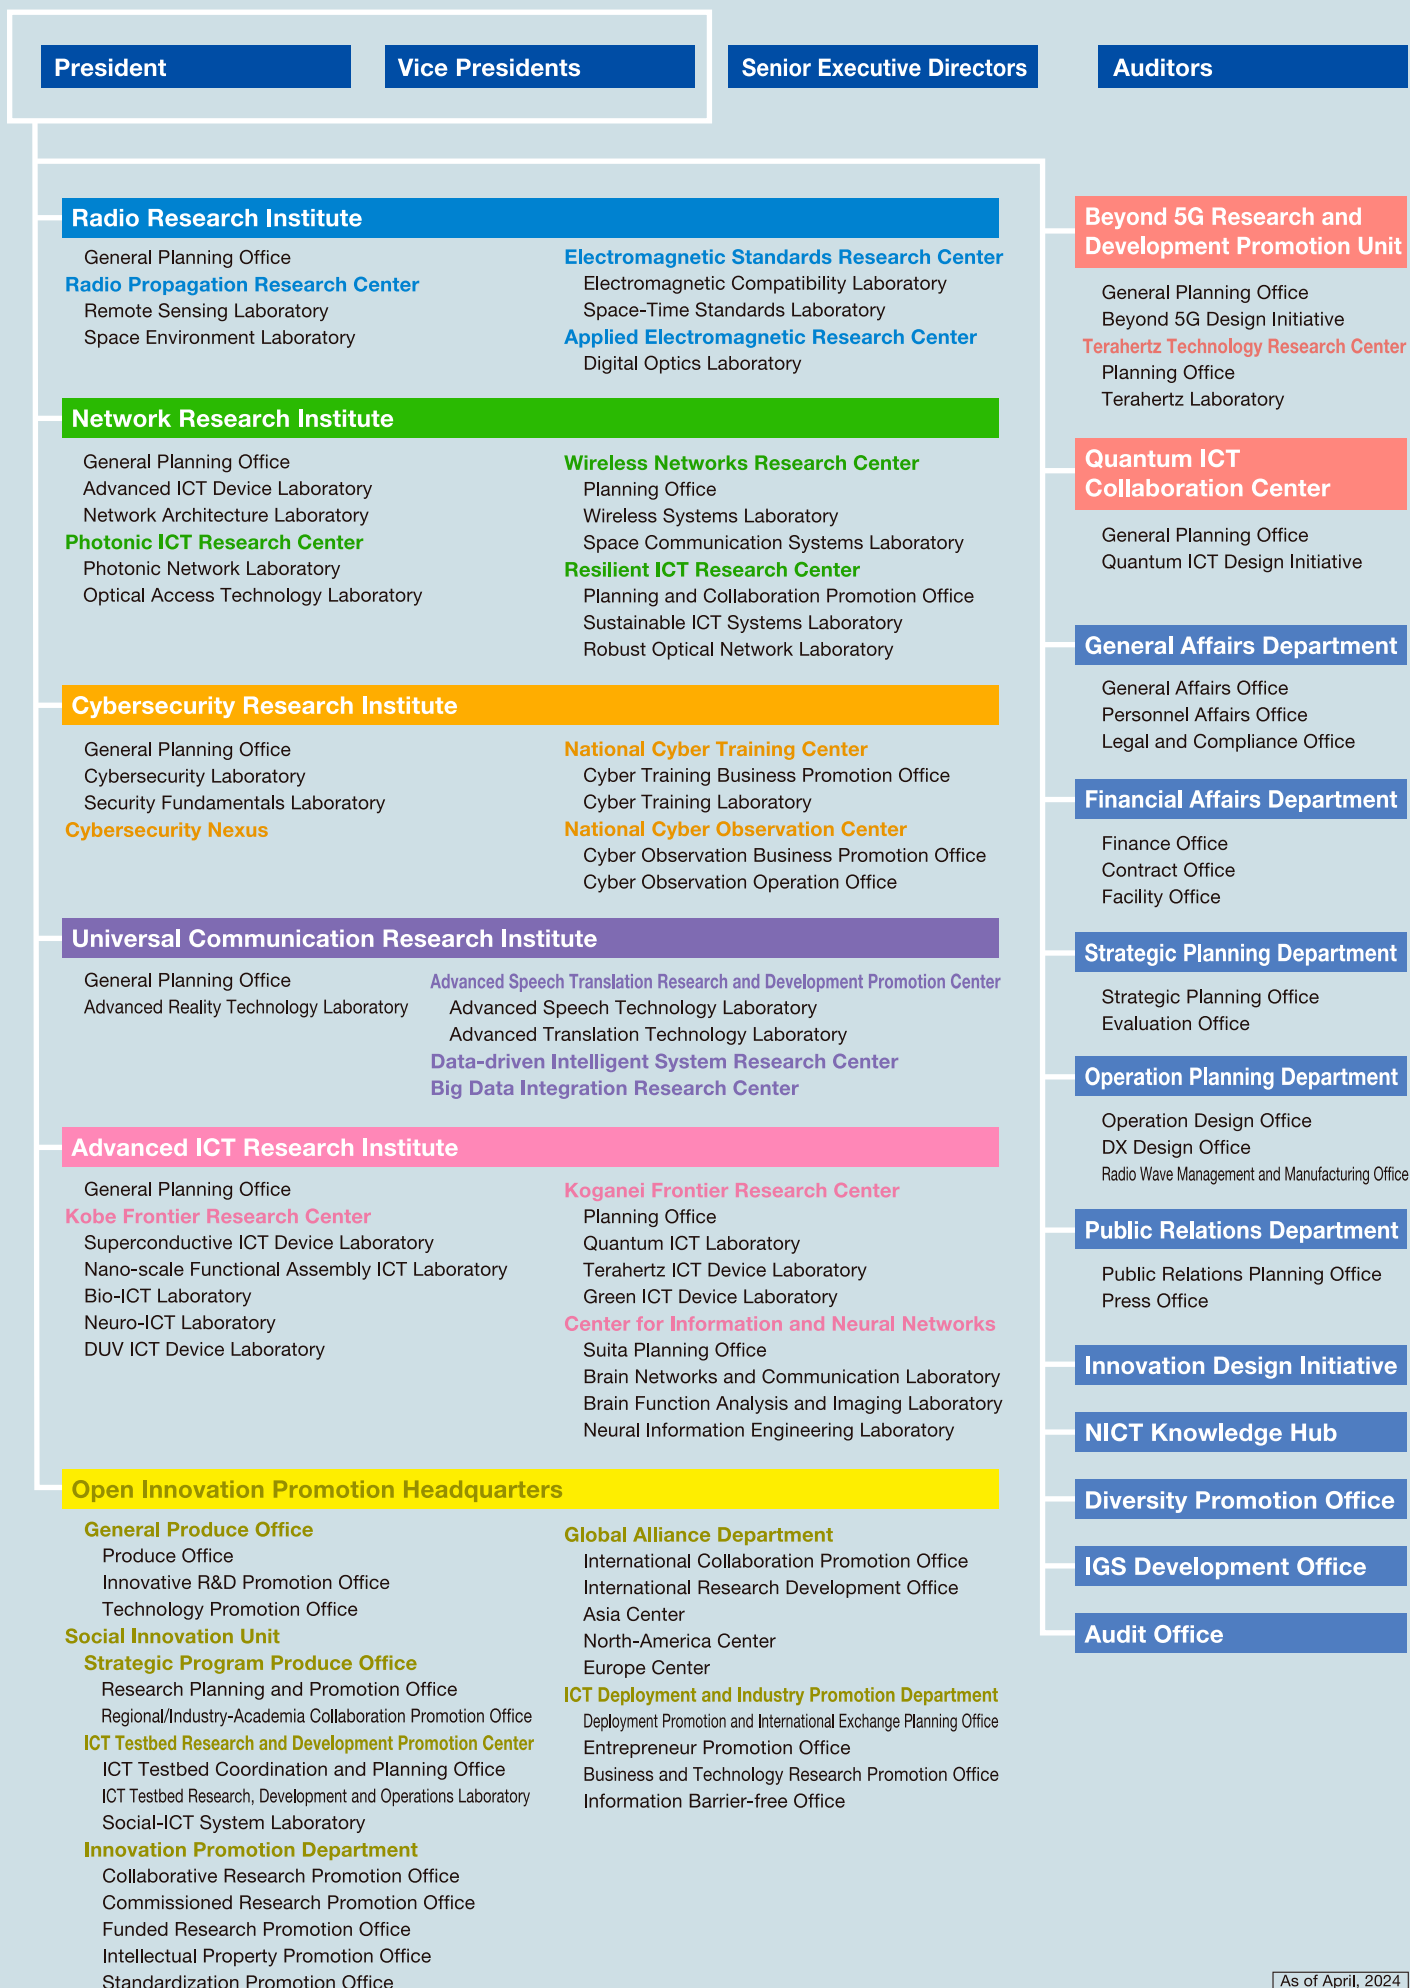 President
Vice Presidents
Senior Executive Directors
Auditors
Radio Research Institute
General Planning Office
Radio Propagation Research Center
Remote Sensing Laboratory
Space Environment Laboratory
Electromagnetic Standards Research Center
Electromagnetic Compatibility Laboratory
Space-Time Standards Laboratory
Applied Electromagnetic Research Center
Digital Optics Laboratory
Network Research Institute
General Planning Office
Advanced ICT Device Laboratory
Network Architecture Laboratory
Photonic ICT Research Center
Photonic Network Laboratory
Optical Access Technology Laboratory
Wireless Networks Research Center
Planning Office
Wireless Systems Laboratory
Space Communication Systems Laboratory
Resilient ICT Research Center
Planning and Collaboration Promotion Office
Sustainable ICT Systems Laboratory
Robust Optical Network Laboratory
Cybersecurity Research Institute
General Planning Office
Cybersecurity Laboratory
Security Fundamentals Laboratory
Cybersecurity Nexus
National Cyber Training Center
Cyber Training Business Promotion Office
Cyber Training Laboratory
National Cyber Observation Center
Cyber Observation Business Promotion Office
Cyber Observation Operation Office
Universal Communication Research Institute
General Planning Office
Advanced Reality Technology Laboratory
Advanced Speech Translation Research and Development Promotion Center
Advanced Speech Technology Laboratory
Advanced Translation Technology Laboratory
Data-driven Intelligent System Research Center
Big Data Integration Research Center
Advanced ICT Research Institute
General Planning Office
Kobe Frontier Research Center
Superconductive ICT Device Laboratory
Nano-scale Functional Assembly ICT Laboratory
Bio-ICT Laboratory
Neuro-ICT Laboratory
DUV ICT Device Laboratory
Koganei Frontier Research Center
Planning Office
Quantum ICT Laboratory
Terahertz ICT Device Laboratory
Green ICT Device Laboratory
Center for Information and Neural Networks
Suita Planning Office
Brain Networks and Communication Laboratory
Brain Function Analysis and Imaging Laboratory
Neural Information Engineering Laboratory
Open Innovation Promotion Headquarters
General Produce Office
Produce Office
Innovative R&D Promotion Office
Technology Promotion Office
Social Innovation Unit
Strategic Program Produce Office
Research Planning and Promotion Office
Regional/Industry-Academia Collaboration Promotion Office
ICT Testbed Research and Development Promotion Center
ICT Testbed Coordination and Planning Office
ICT Testbed Research, Development and Operations Laboratory
Social-ICT System Laboratory
Innovation Promotion Department
Collaborative Research Promotion Office
Commissioned Research Promotion Office
Funded Research Promotion Office
Intellectual Property Promotion Office
Standardization Promotion Office
Global Alliance Department
International Collaboration Promotion Office
International Research Development Office
Asia Center
North-America Center
Europe Center
ICT Deployment and Industry Promotion Department
Deployment Promotion and International Exchange Planning Office
Entrepreneur Promotion Office
Business and Technology Research Promotion Office
Information Barrier-free Office
Beyond 5G Research and
Development Promotion Unit
General Planning Office
Beyond 5G Design Initiative
Terahertz Technology Research Center
Planning Office
Terahertz Laboratory
Quantum ICT
Collaboration Center
General Planning Office
Quantum ICT Design Initiative
General Affairs Department
General Affairs Office
Personnel Affairs Office
Legal and Compliance Office
Financial Affairs Department
Finance Office
Contract Office
Facility Office
Strategic Planning Department
Strategic Planning Office
Evaluation Office
Operation Planning Department
Operation Design Office
DX Design Office
Radio Wave Management and Manufacturing Office
Public Relations Department
Public Relations Planning Office
Press Office
Innovation Design Initiative
NICT Knowledge Hub
Diversity Promotion Office
IGS Development Office
Audit Office
As of April, 2024